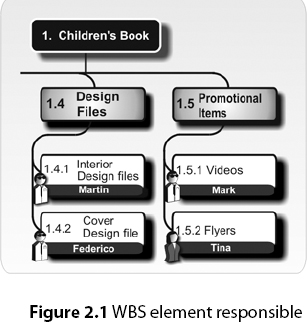 1. Children's Book
1.4 Design Files
1.5 Promotional Items
1.4.1 Interior Design files
Martin
1.5.1 Videos
Mark
1.4.2 Cover Design file
Federico
1.5.2 Flyers
Tina
Figure 2.1 WBS element responsible